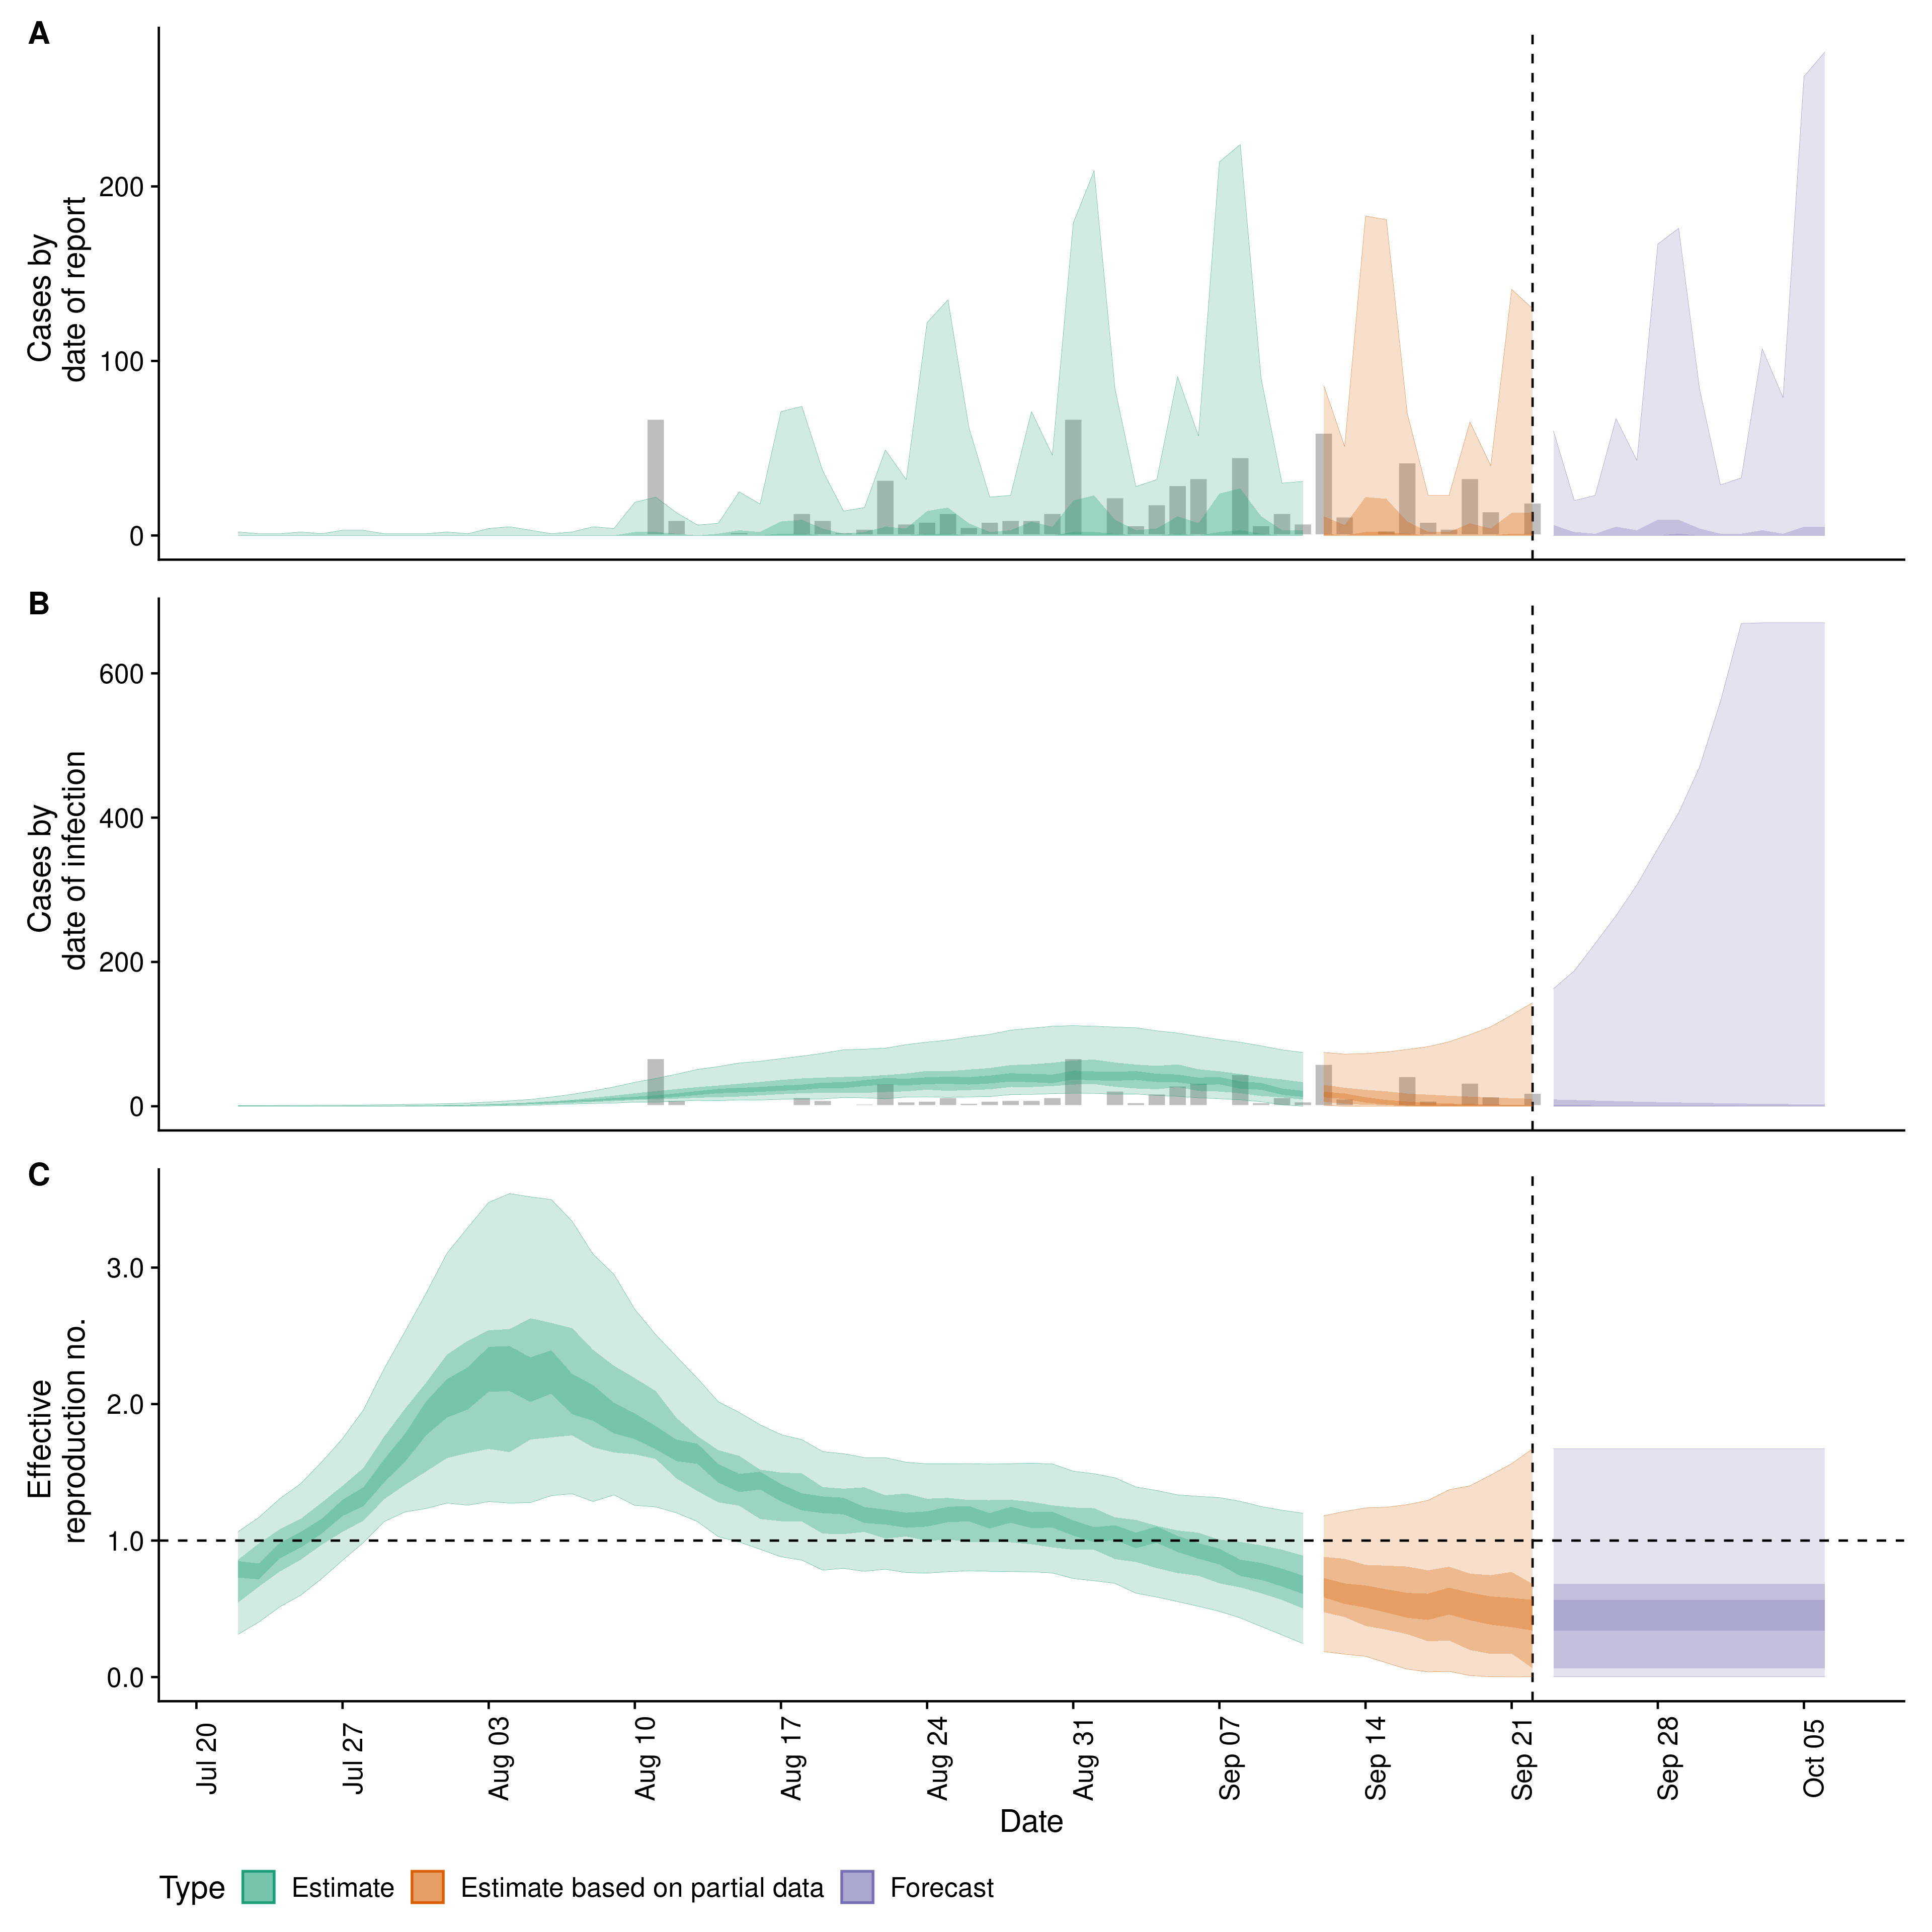 A
Cases by
date of report
200
100
0
B
Cases by
date of infection
600
400
200
0
C
Effective
reproduction no.
3.0
2.0
1.0
0.0
Jul 20
Jul 27
Aug 03
Aug 10
Aug 17
Aug 24
Aug 31
Sep 07
Sep 14
Sep 21
Sep 28
Oct 05
Date
Type Estimate Estimate based on partial data Forecast